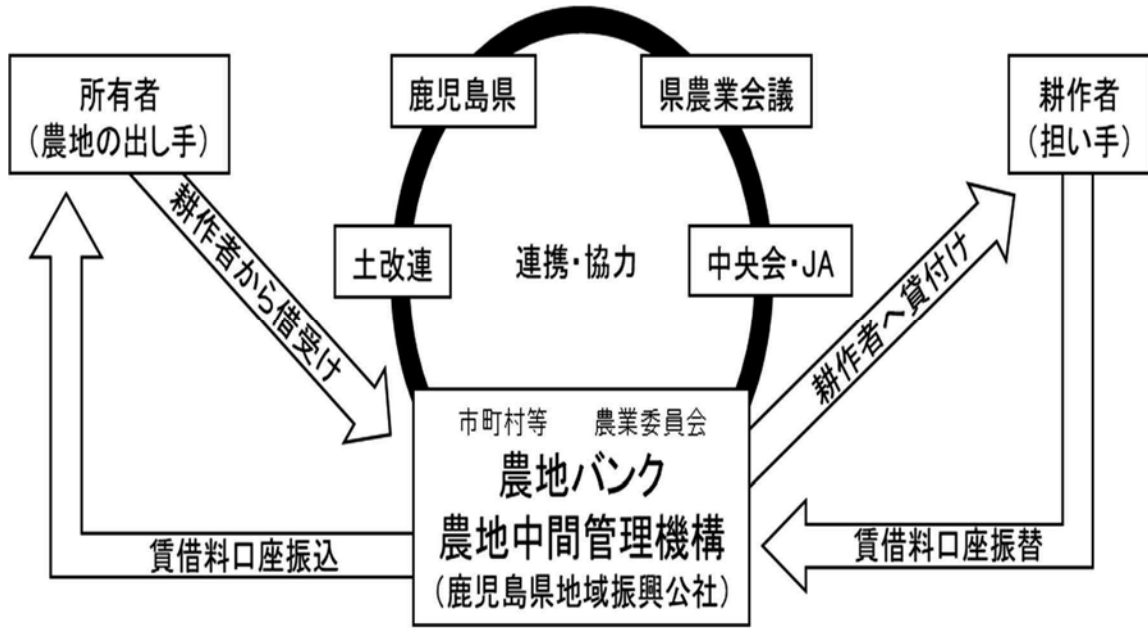 所有者
(農地の出し手)
鹿児島県
県農業会議
耕作者
(担い手)
耕作者から借受け
土改連
連携・協力
中央会・JA
耕作者へ貸付け
市町村等 農業委員会
農地バンク
農地中間管理機構
(鹿児島県地域振興公社)
賃借料口座振込
賃借料口座振替